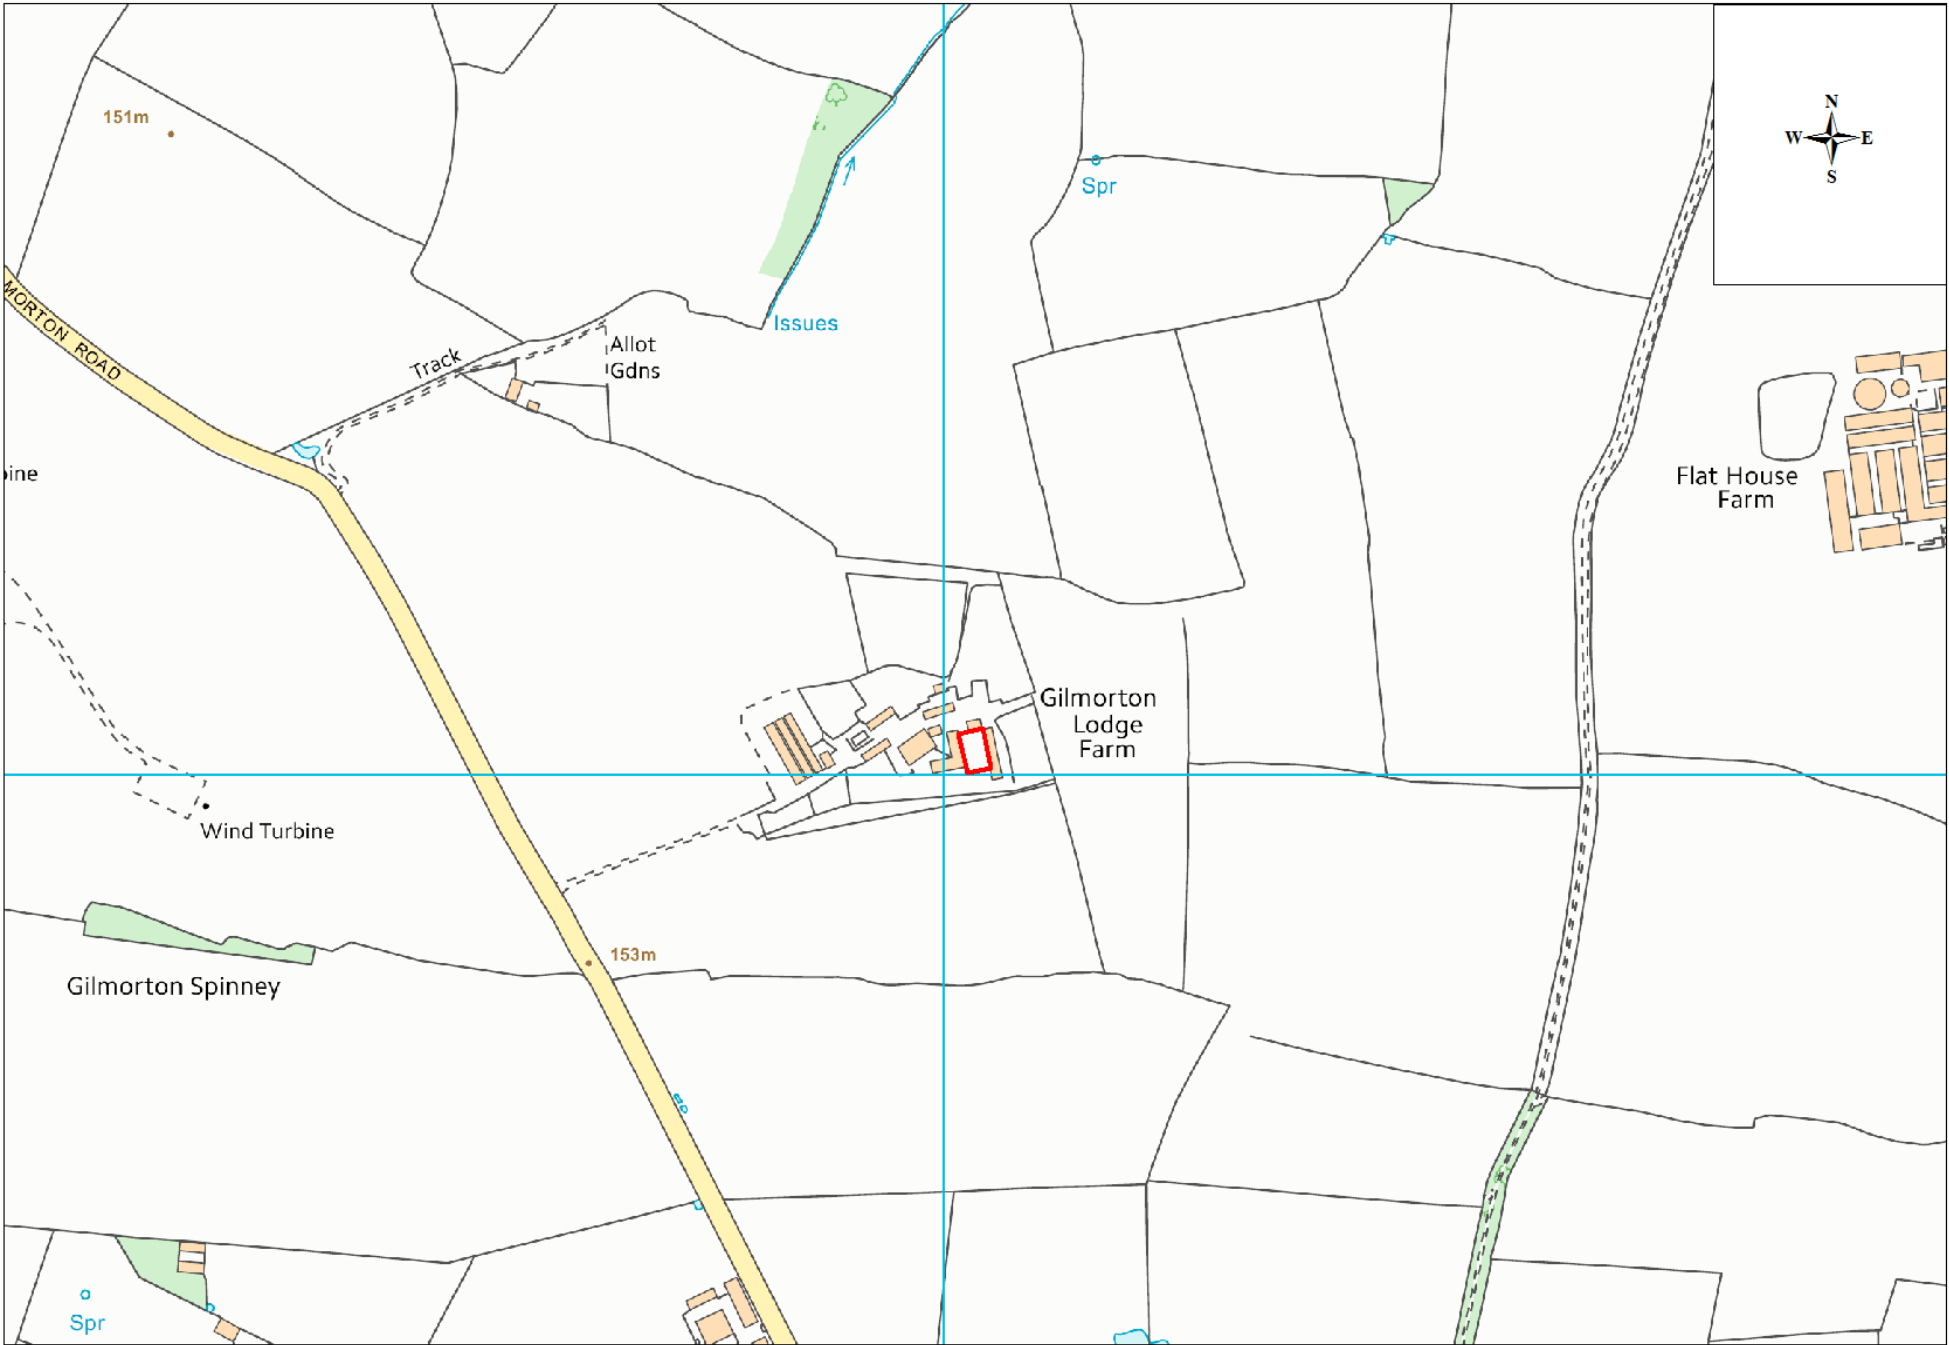 N
W E
S
151m
Spr
MORTON ROAD
Issues
Allot
Gdns
Track
ine
Flat House
Farm
Gilmorton
Lodge
Farm
Wind Turbine
153m
Gilmorton Spinney
Spr